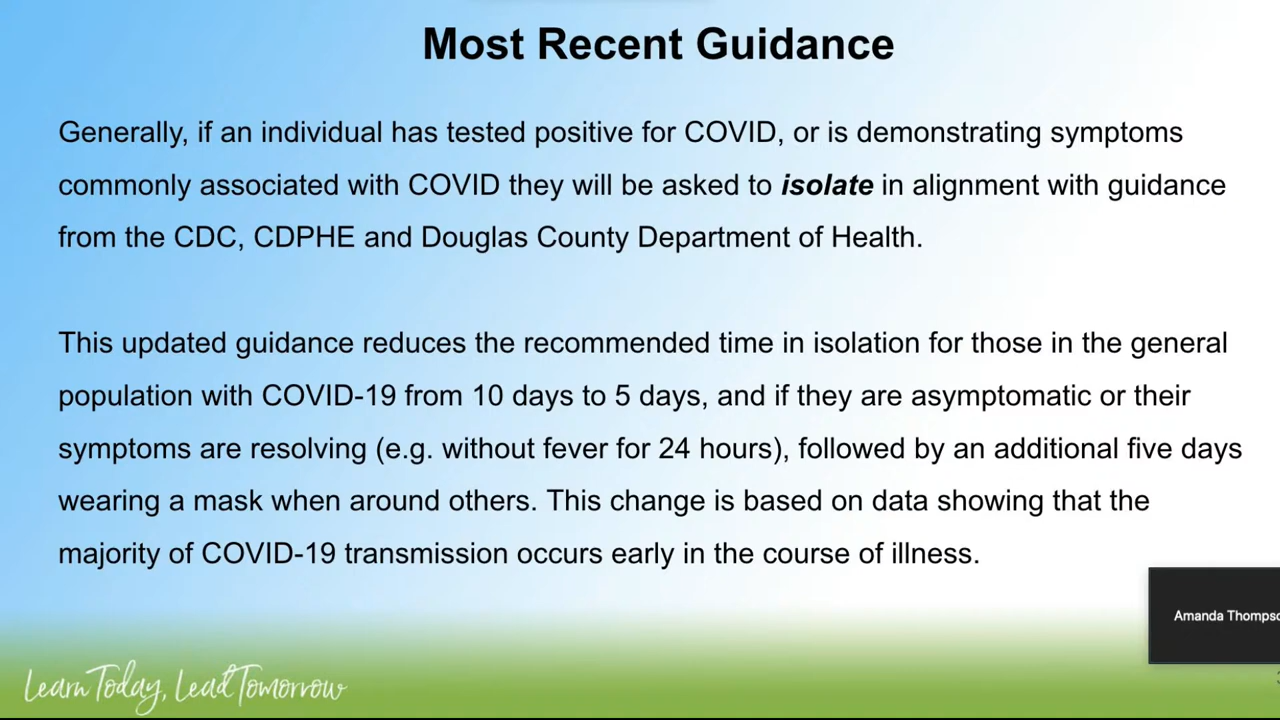 Most Recent Guidance
Generally, if an individual has tested positive for COVID, or is demonstrating symptoms
commonly associated with COVID they will be asked to isolate in alignment with guidance
from the CDC, CDPHE and Douglas County Department of Health.
This updated guidance reduces the recommended time in isolation for those in the general
population with COVID-19 from 10 days to 5 days, and if they are asymptomatic or their
symptoms are resolving (e.g. without fever for 24 hours), followed by an additional five days
wearing a mask when around others. This change is based on data showing that the
majority of COVID-19 transmission occurs early in the course of illness.
Amanda Thompso
Learn Today, Lead Tomorrow